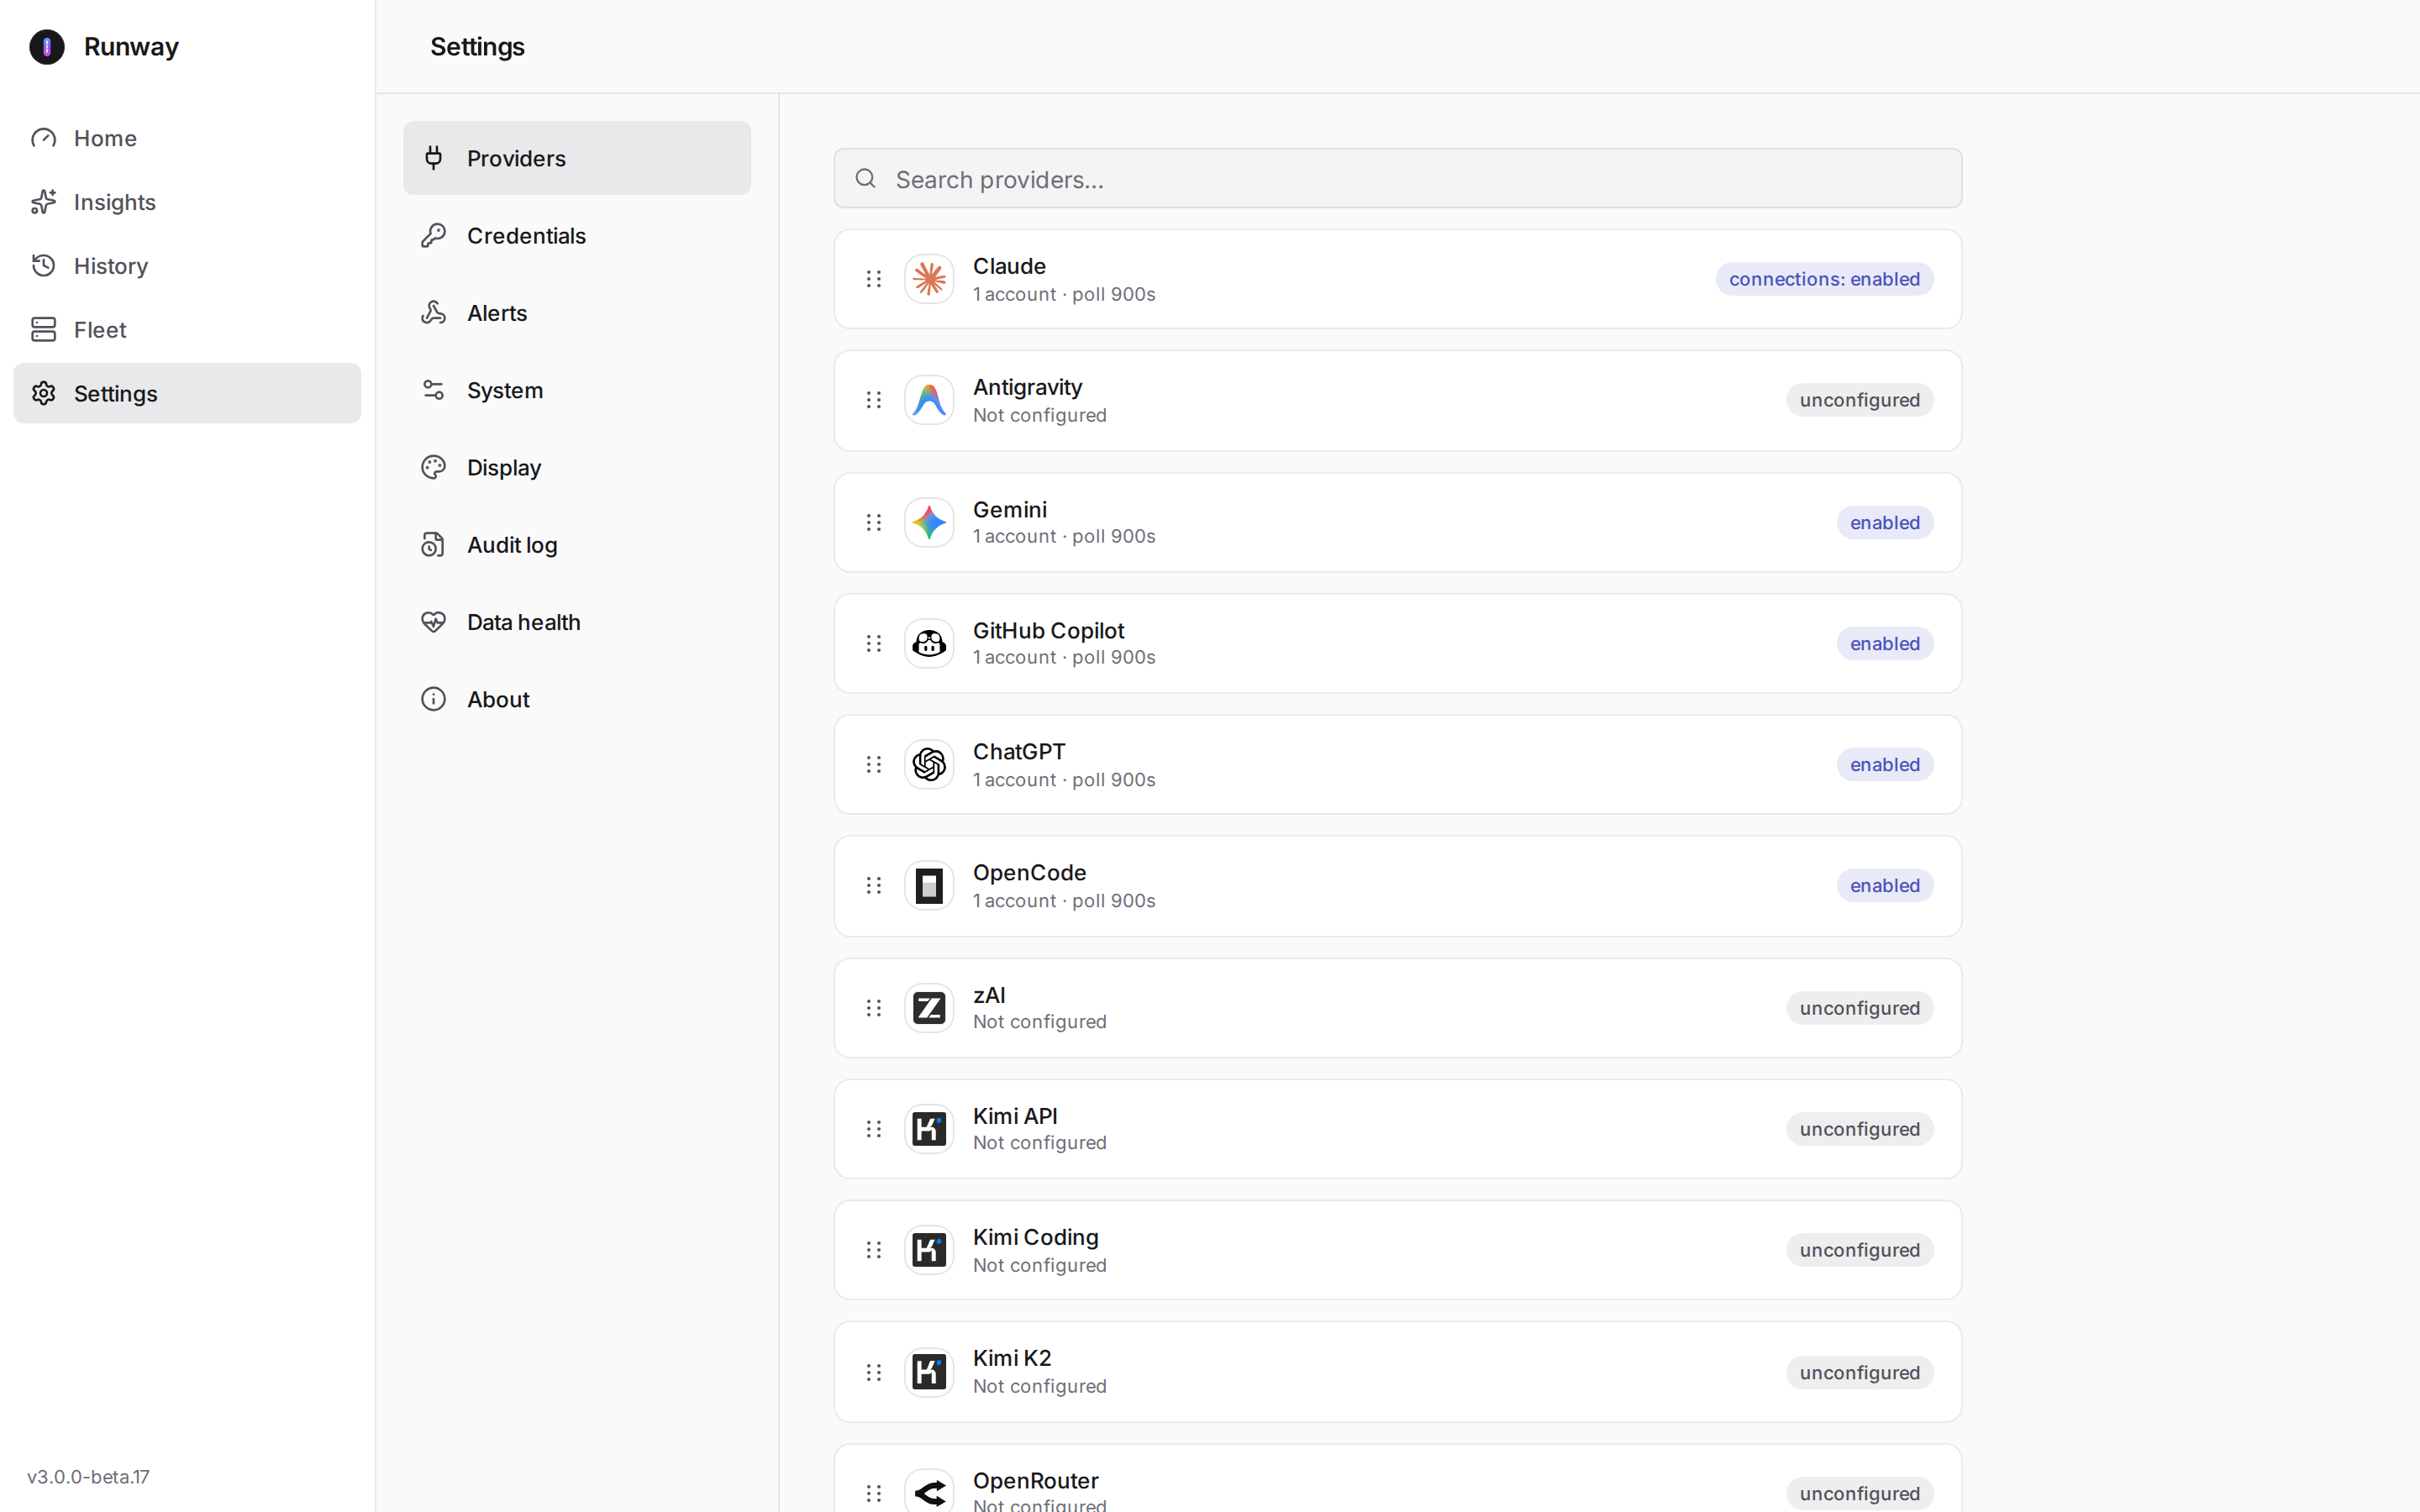 Runway
Home
Insights
History
Fleet
Settings
v3.0.0-beta.17
Settings
Providers
Credentials
Alerts
System
Display
Audit log
Data health
About
Search providers...
Claude
1 account · poll 900s
connections: enabled
Antigravity
Not configured
unconfigured
Gemini
1 account · poll 900s
enabled
GitHub Copilot
1 account · poll 900s
enabled
ChatGPT
1 account · poll 900s
enabled
OpenCode
1 account · poll 900s
enabled
zAI
Not configured
unconfigured
Kimi API
Not configured
unconfigured
Kimi Coding
Not configured
unconfigured
Kimi K2
Not configured
unconfigured
OpenRouter
Not configured
unconfigured